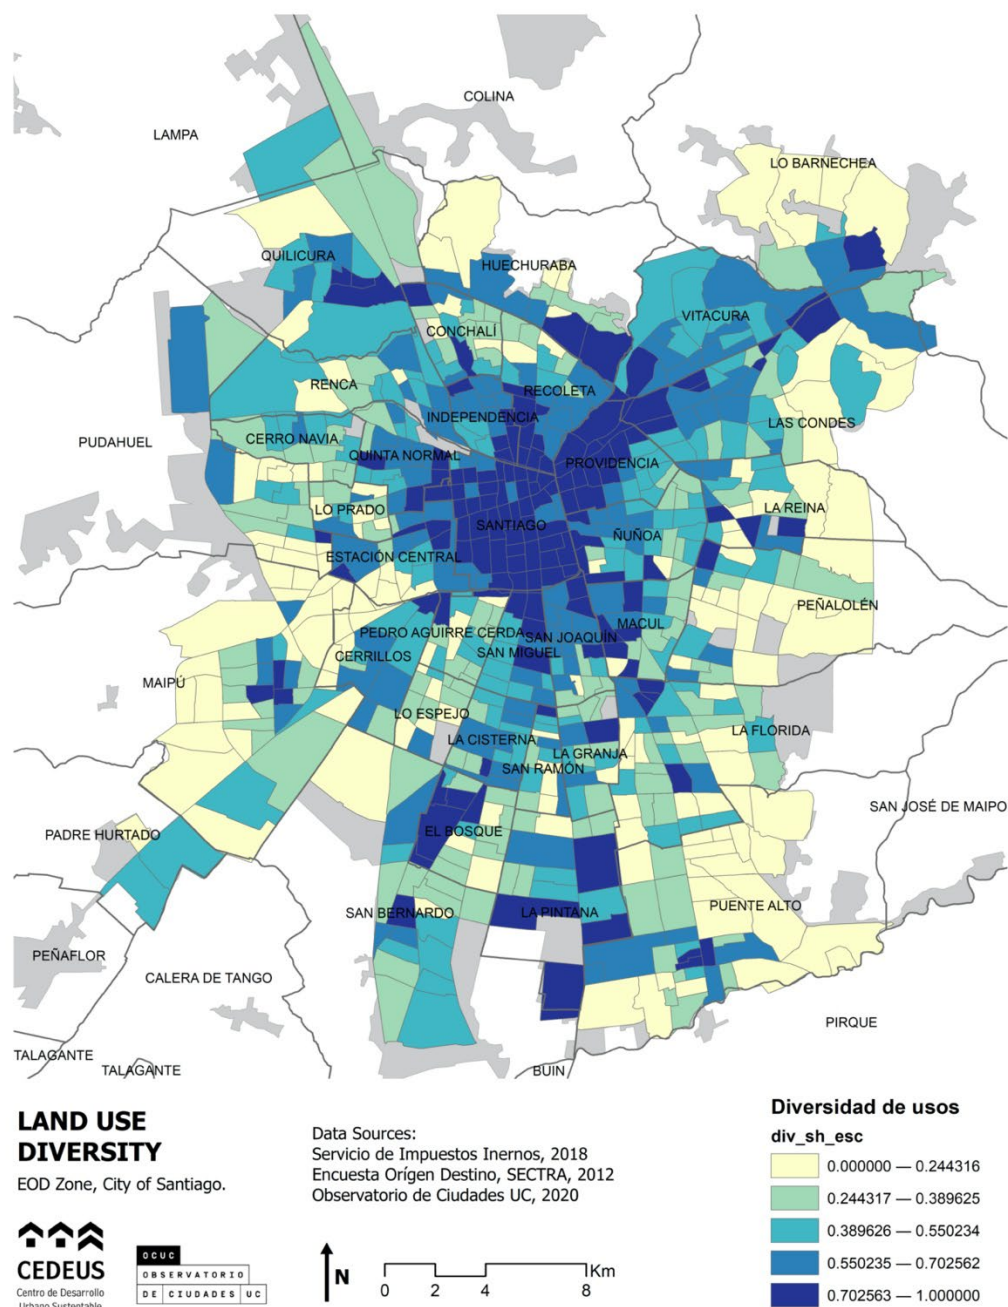 COLINA
LAMPA
LO BARNECHEA
QUILICURA
HUECHURABA
VITACURA
CONCHALÍ
RENCA
RECOLETA
INDEPENDENCIA
LAS CONDES
CERRO NAVIA
PUDAHUEL
QUINTA NORMAL
PROVIDENCIA
LO PRADO
LA REINA
SANTIAGO
ÑUÑOA
ESTACIÓN CENTRAL
PEÑALOLÉN
MACUL
PEDRO AGUIRRE CERDA
SAN JOAQUÍN
SAN MIGUEL
CERRILLOS
MAIPÚ
LO ESPEJO
LA FLORIDA
LA CISTERNA
LA GRANJA
SAN RAMÓN
SAN JOSÉ DE MAIPO
PADRE HURTADO
EL BOSQUE
PUENTE ALTO
SAN BERNARDO
LA PINTANA
PEÑAFLOR
CALERA DE TANGO
PIRQUE
TALAGANTE
TALAGANTE
BUIN
LAND USE
DIVERSITY
EOD Zone, City of Santiago.
CEDEUS
Centro de Desarrollo
Urbano Sustentable
OCUC
OBSERVATORIO
DE CIUDADES UC
Data Sources:
Servicio de Impuestos Inernos, 2018
Encuesta Orígen Destino, SECTRA, 2012
Observatorio de Ciudades UC, 2020
N
Km
0 2 4 8
Diversidad de usos
div_sh_esc
0.000000 — 0.244316
0.244317 — 0.389625
0.389626 — 0.550234
0.550235 — 0.702562
0.702563 — 1.000000